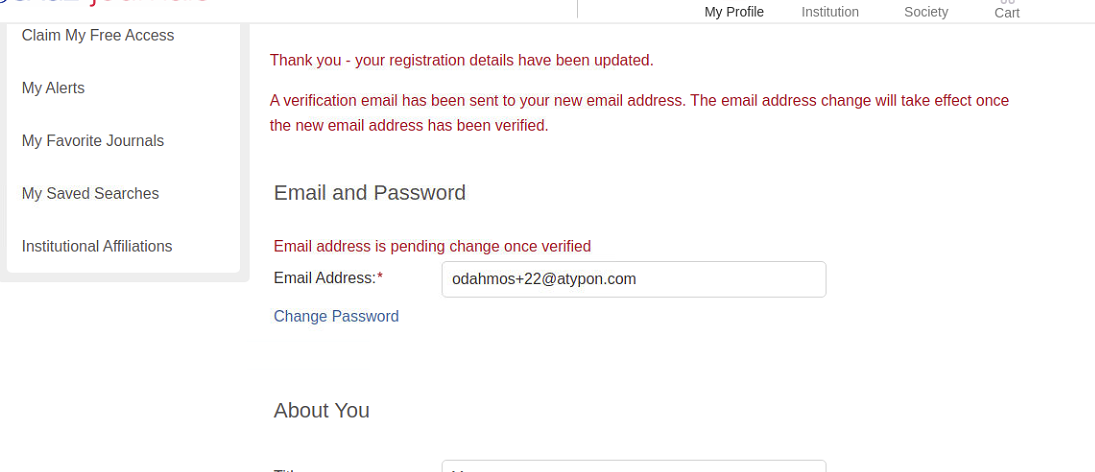 My Profile
Institution
Society
Cart
Claim My Free Access
My Alerts
My Favorite Journals
My Saved Searches
Institutional Affiliations
Thank you - your registration details have been updated.
A verification email has been sent to your new email address. The email address change will take effect once
the new email address has been verified.
Email and Password
Email address is pending change once verified
Email Address:*
odahmos+22@atypon.com
Change Password
About You